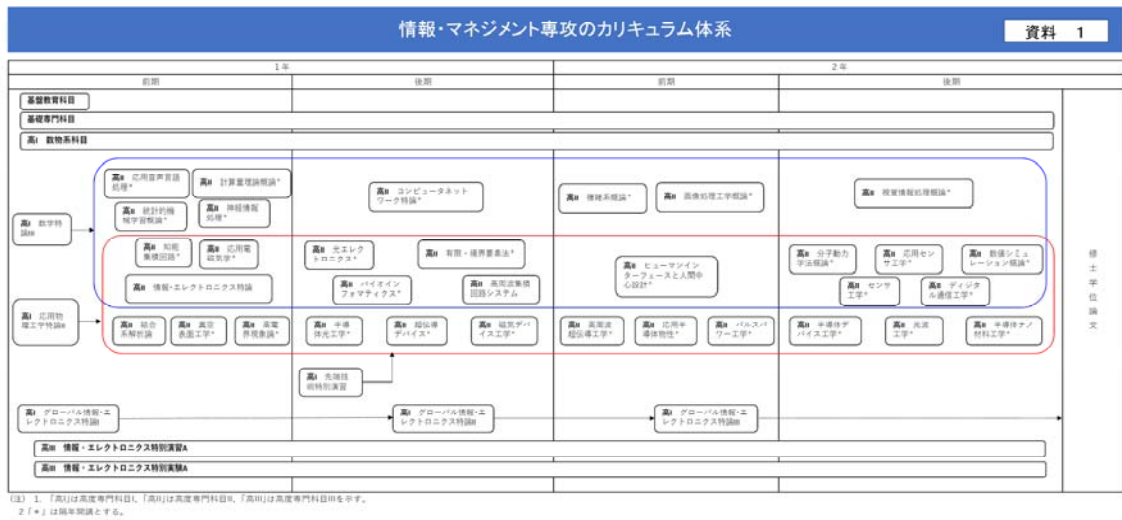 情報・マネジメント専攻のカリキュラム体系
資料 1
1年
2年
前期
後期
前期
後期
基盤教育科目
基礎専門科目
高I 数物系科目
高II 応用音声言語
処理*
高II 計算量理論概論*
高II 統計的機
械学習概論*
高II 神経情報
処理*
高II コンピュータネット
ワーク特論*
高II 複雑系概論*
高II 画像処理工学概論*
高II 視覚情報処理概論*
高I 数学特
論III
高II 知能
集積回路*
高II 応用電
磁気学*
高II 情報・エレクトロニクス特論
高II 光エレク
トロニクス*
高II 有限・境界要素法*
高II バイオイン
フォマティクス*
高II 高周波集積
回路システム
高II ヒューマンイン
ターフェースと人間中
心設計*
高II 分子動力
学法概論*
高II 応用セン
サ工学*
高II 数値シミュ
レーション概論*
高II センサ
工学*
高II ディジタ
ル通信工学*
高I 応用物
理工学特論II
高II 結合
系解析論
高II 真空
表面工学*
高II 高電
界現象論*
高II 半導
体光工学*
高II 超伝導
デバイス*
高II 磁気デバ
イス工学*
高II 高周波
超伝導工学*
高II 応用半
導体物性*
高II パルスパ
ワー工学*
高II 半導体デ
バイス工学*
高II 光波
工学*
高II 半導体ナノ
材料工学*
高I 先端技
術特別演習
高I グローバル情報・エ
レクトロニクス特論I
高I グローバル情報・エ
レクトロニクス特論II
高I グローバル情報・エ
レクトロニクス特論III
高III 情報・エレクトロニクス特別演習A
高III 情報・エレクトロニクス特別実験A
修士学位論文
(注) 1. 「高I」は高度専門科目I、「高II」は高度専門科目II、「高III」は高度専門科目IIIを示す。
2「*」は隔年開講とする。